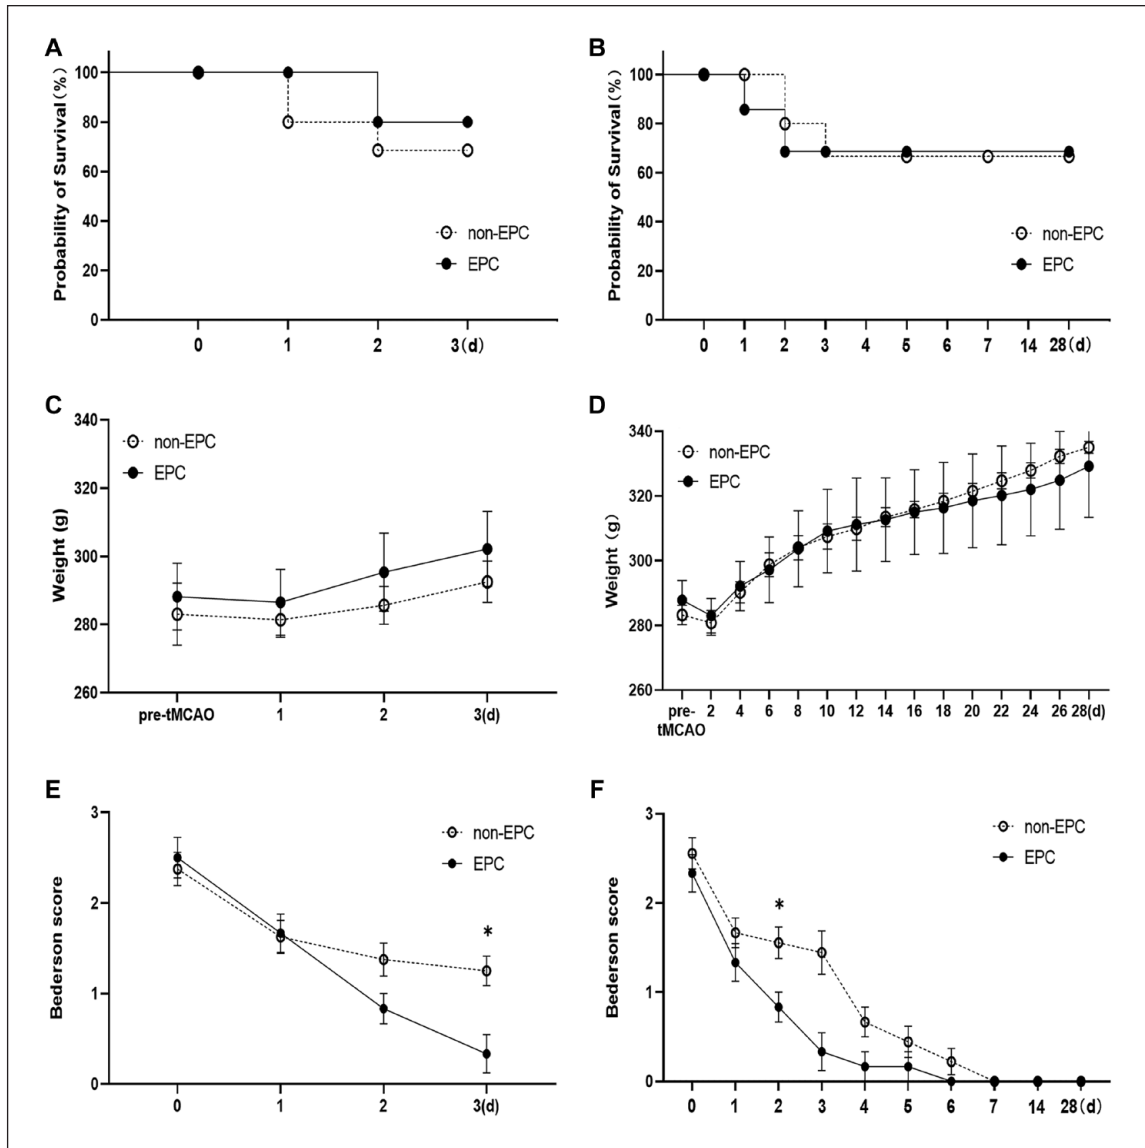 A
Probability of Survival (%)
100
80
60
40
20
0
non-EPC
EPC
0 1 2 3(d)
B
Probability of Survival (%)
100
80
60
40
20
0
non-EPC
EPC
0 1 2 3 4 5 6 7 14 28(d)
C
Weight (g)
340
320
300
280
260
non-EPC
EPC
pre-tMCAO 1 2 3(d)
D
Weight (g)
340
320
300
280
260
non-EPC
EPC
pre- 2 4 6 8 10 12 14 16 18 20 22 24 26 28(d)
tMCAO
E
Bederson score
3
2
1
0
non-EPC
EPC
*
0 1 2 3(d)
F
Bederson score
3
2
1
0
non-EPC
EPC
*
0 1 2 3 4 5 6 7 14 28(d)